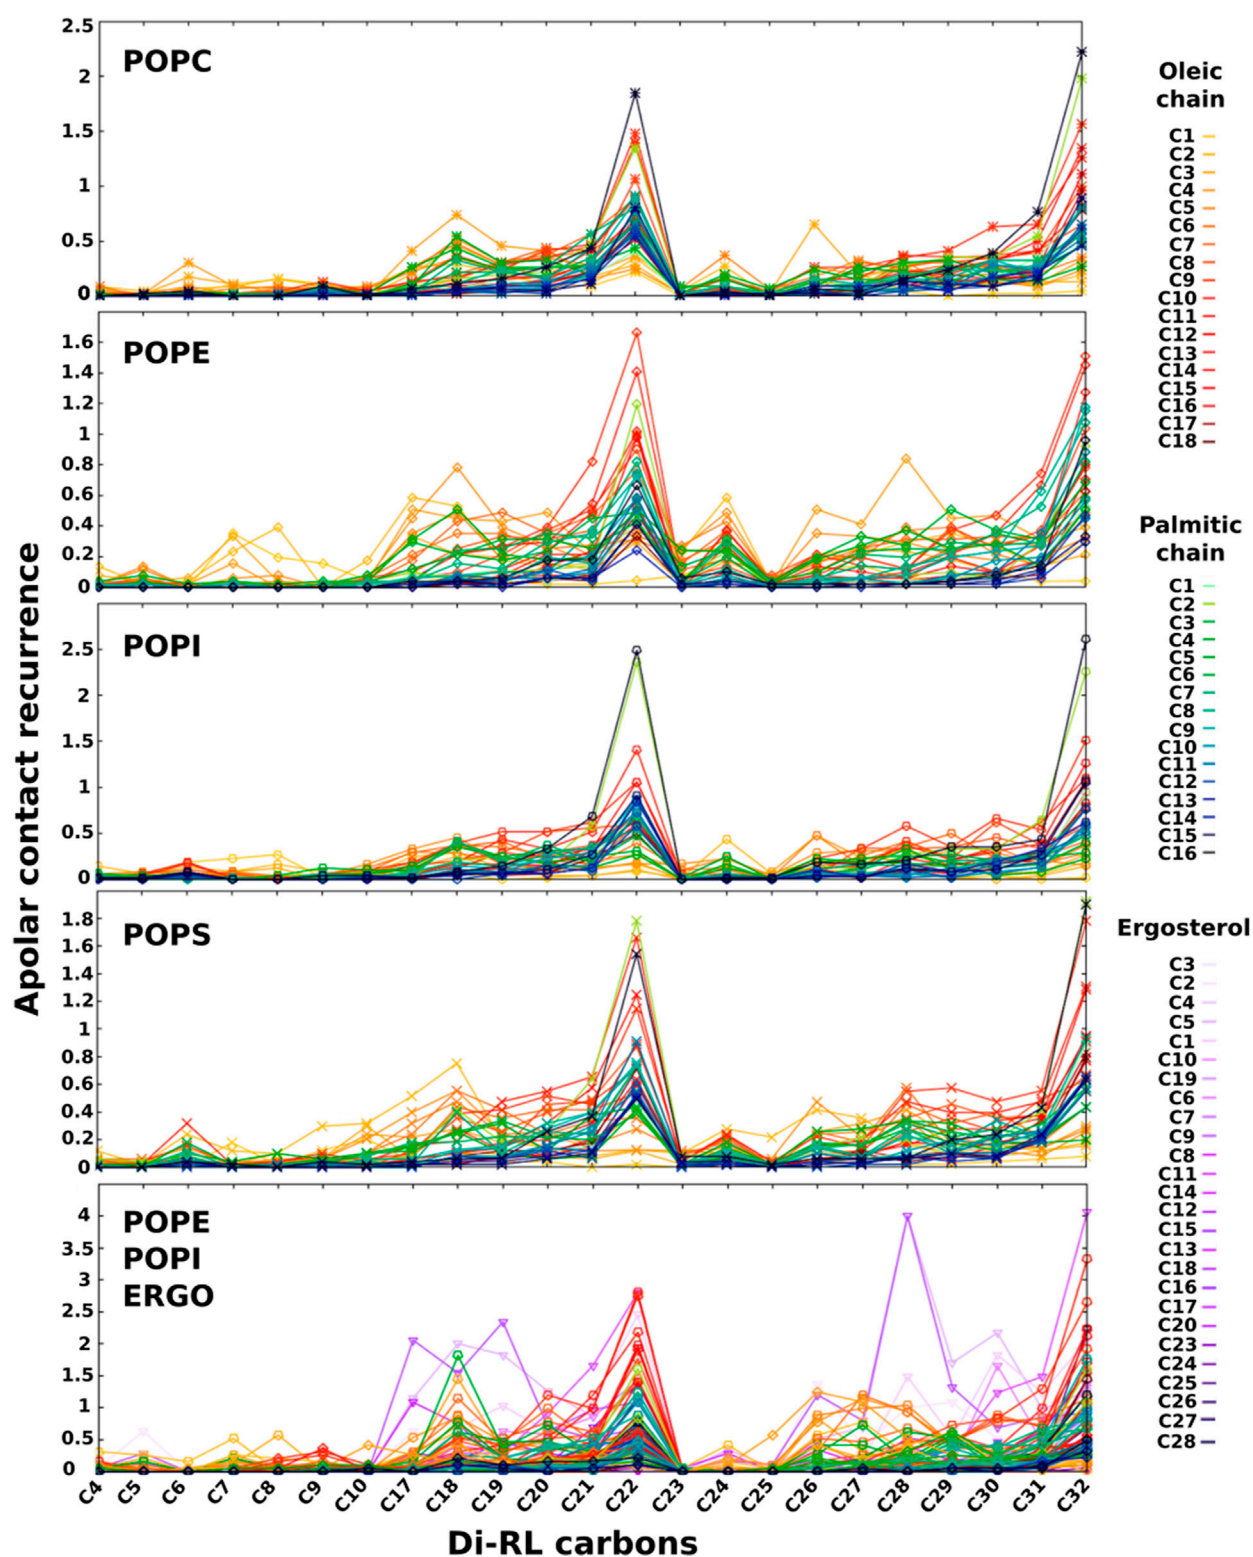 Apolar contact recurrence
POPC
2.5
2
1.5
1
0.5
0
POPE
1.6
1.4
1.2
1
0.8
0.6
0.4
0.2
0
POPI
2.5
2
1.5
1
0.5
0
POPS
1.8
1.6
1.4
1.2
1
0.8
0.6
0.4
0.2
0
POPE
POPI
ERGO
4
3.5
3
2.5
2
1.5
1
0.5
0
C4 C5 C6 C7 C8 C9 C10 C17 C18 C19 C20 C21 C22 C23 C24 C25 C26 C27 C28 C29 C30 C31 C32
Di-RL carbons
Oleic
chain
C1
C2
C3
C4
C5
C6
C7
C8
C9
C10
C11
C12
C13
C14
C15
C16
C17
C18
Palmitic
chain
C1
C2
C3
C4
C5
C6
C7
C8
C9
C10
C11
C12
C13
C14
C15
C16
Ergosterol
C3
C2
C4
C5
C1
C10
C19
C6
C7
C9
C8
C11
C14
C12
C15
C13
C18
C16
C17
C20
C23
C24
C25
C26
C27
C28